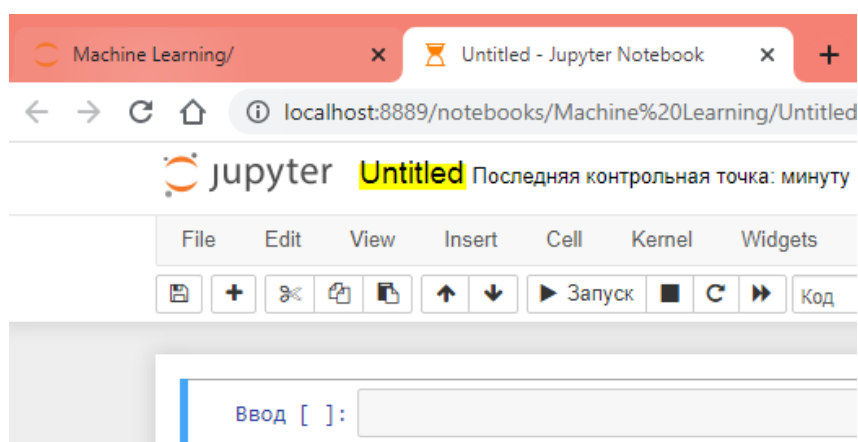 Machine Learning/ Untitled - Jupyter Notebook
localhost:8889/notebooks/Machine%20Learning/Untitled
jupyter Untitled Последняя контрольная точка: минуту
File Edit View Insert Cell Kernel Widgets
Запуск Код
Ввод [ ]: